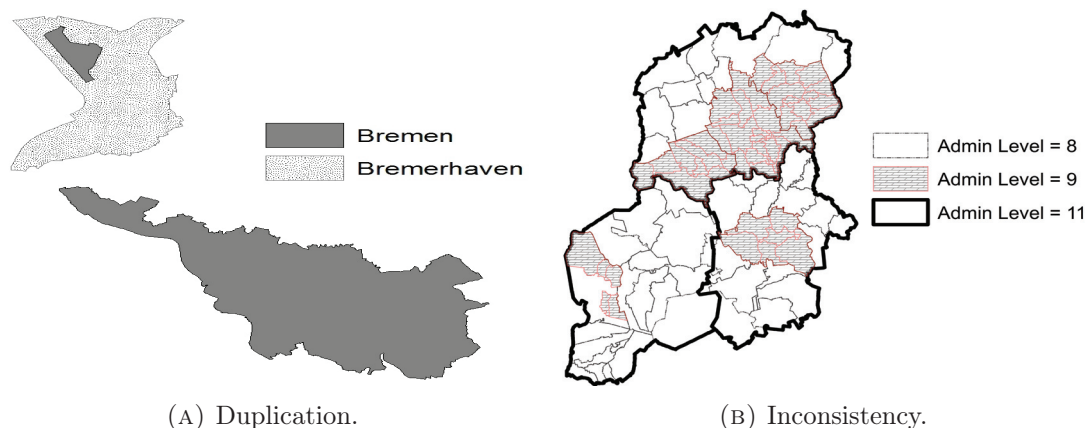 Bremen
Bremerhaven
Admin Level = 8
Admin Level = 9
Admin Level = 11
(A) Duplication.
(B) Inconsistency.